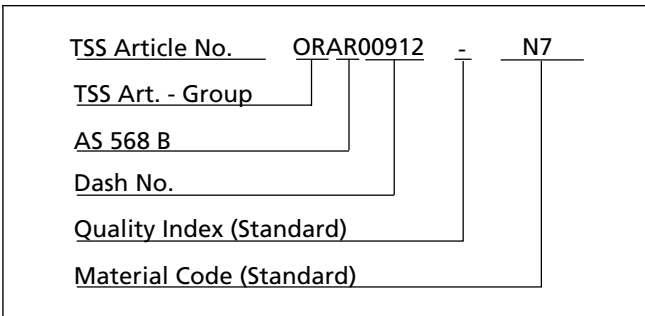 TSS Article No. ORAR00912 - N7
TSS Art. - Group
AS 568 B
Dash No.
Quality Index (Standard)
Material Code (Standard)